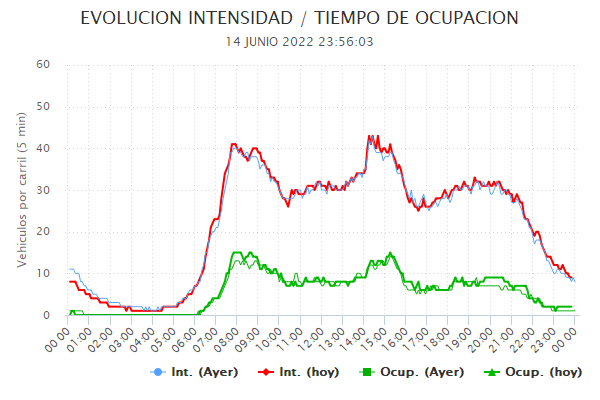 EVOLUCION INTENSIDAD / TIEMPO DE OCUPACION
14 JUNIO 2022 23:56:03
Vehiculos por carril (5 min)
60
50
40
30
20
10
0
00:00 01:00 02:00 03:00 04:00 05:00 06:00 07:00 08:00 09:00 10:00 11:00 12:00 13:00 14:00 15:00 16:00 17:00 18:00 19:00 20:00 21:00 22:00 23:00 00:00
Int. (Ayer) Int. (hoy) Ocup. (Ayer) Ocup. (hoy)